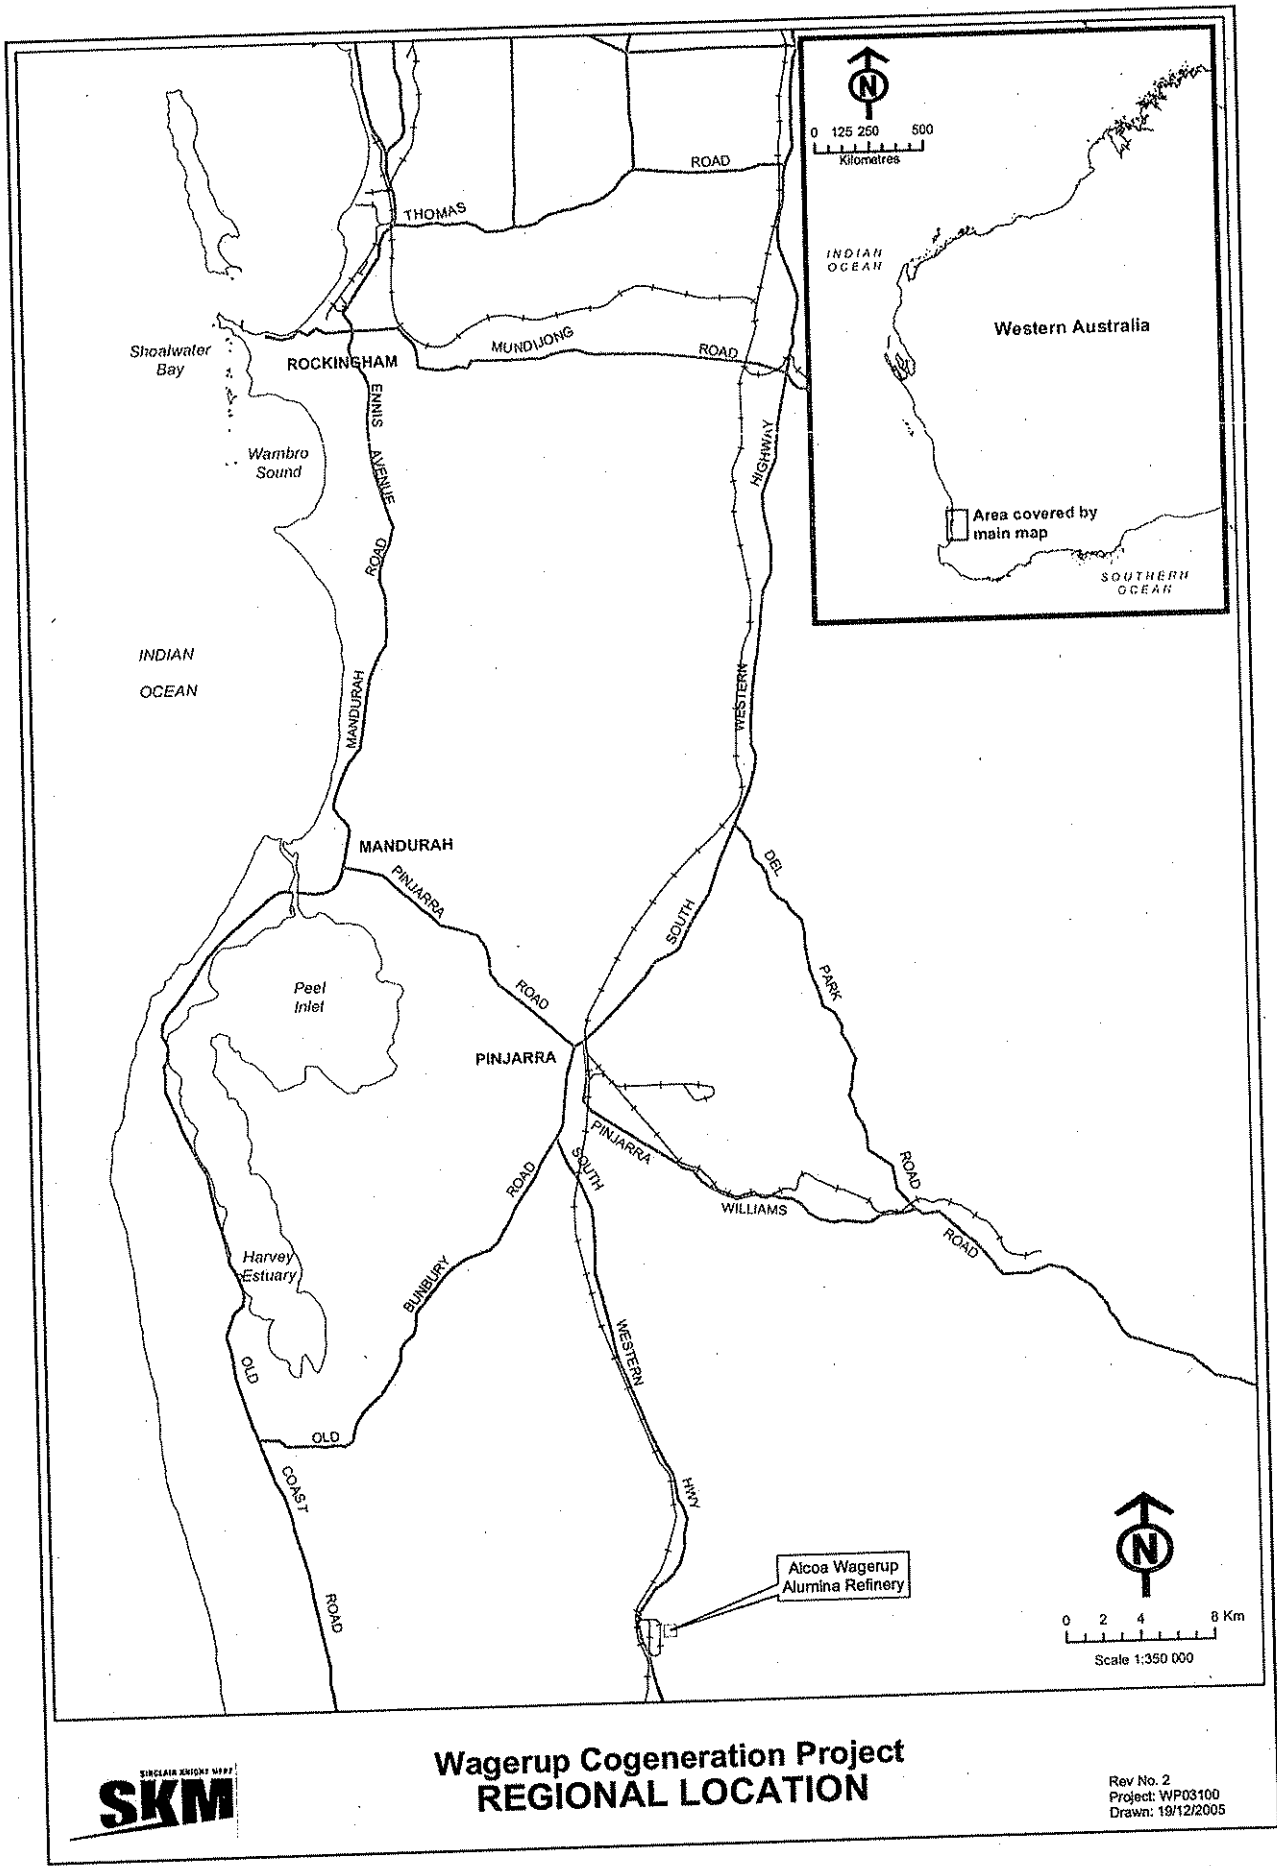 N
0 125 250 500
Kilometres
INDIAN
OCEAN
Western Australia
Area covered by
main map
SOUTHERN
OCEAN
ROAD
THOMAS
MUNDIJONG
ROAD
Shoalwater
Bay
ROCKINGHAM
ENNIS
AVENUE
HIGHWAY
Wambro
Sound
ROAD
INDIAN
OCEAN
MANDURAH
WESTERN
MANDURAH
PINJARRA
DEL
SOUTH
PARK
Peel
Inlet
ROAD
PINJARRA
PINJARRA
SOUTH
ROAD
ROAD
WILLIAMS
ROAD
Harvey
Estuary
BUNBURY
WESTERN
OLD
OLD
COAST
HWY
ROAD
Alcoa Wagerup
Alumina Refinery
N
0 2 4 8 Km
Scale 1:350 000
SINCLAIR KNIGHT MERZ
SKM
Wagerup Cogeneration Project
REGIONAL LOCATION
Rev No. 2
Project: WP03100
Drawn: 19/12/2005